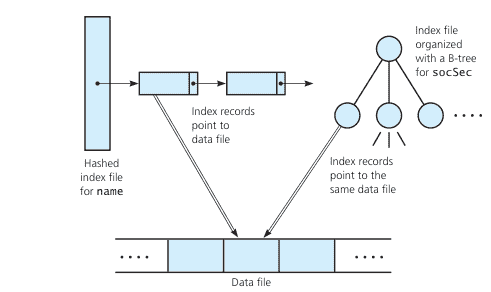 Index file
organized
with a B-tree
for socSec
Index records
point to
data file
Hashed
index file
for name
Index records
point to the
same data file
Data file